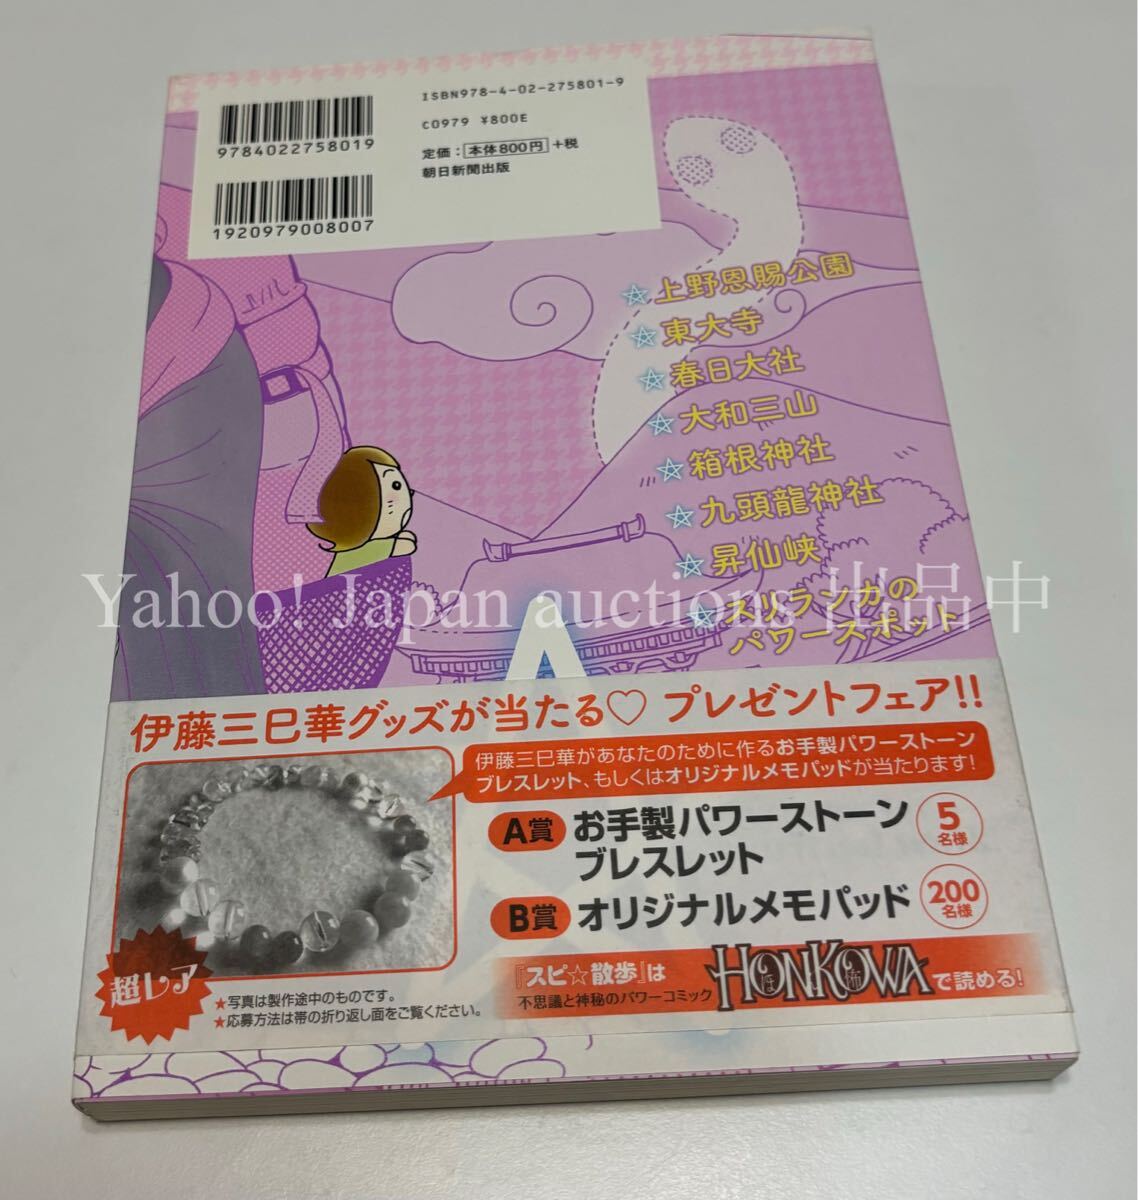 9784022758019
1920979008007
ISBN978-4-02-275801-9
C0979 ¥800E
定価：本体800円+税
朝日新聞出版
☆上野恩賜公園
☆東大寺
☆春日大社
☆大和三山
☆箱根神社
☆九頭龍神社
☆昇仙峡
☆スリランカの
パワースポット
Yahoo! Japan auctions 出品中
伊藤三巳華グッズが当たる♡ プレゼントフェア!!
伊藤三巳華があなたのために作るお手製パワーストーン
ブレスレット、もしくはオリジナルメモパッドが当たります!
A賞 お手製パワーストーン
ブレスレット
5
名様
B賞 オリジナルメモパッド
200
名様
超レア
★写真は製作途中のものです。
★応募方法は帯の折り返し面をご覧ください。
『スピ☆散歩』は
不思議と神秘のパワーコミック
HONKOWA
ほ 怖
で読める!